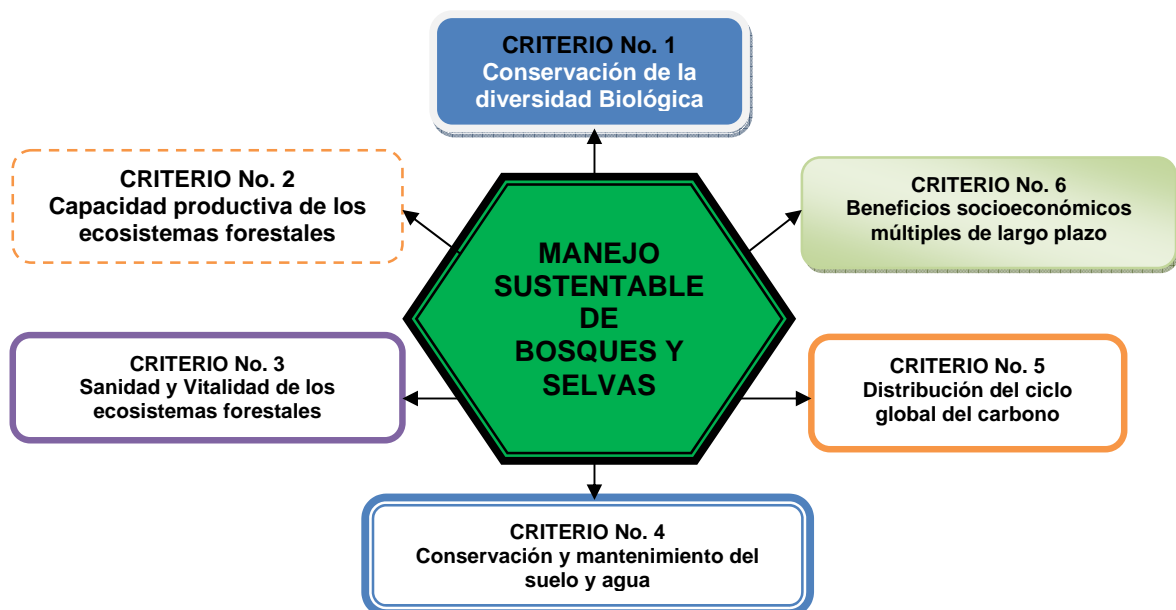 CRITERIO No. 1
Conservación de la
diversidad Biológica
CRITERIO No. 2
Capacidad productiva de los
ecosistemas forestales
CRITERIO No. 6
Beneficios socioeconómicos
múltiples de largo plazo
MANEJO
SUSTENTABLE
DE
BOSQUES Y
SELVAS
CRITERIO No. 3
Sanidad y Vitalidad de los
ecosistemas forestales
CRITERIO No. 5
Distribución del ciclo
global del carbono
CRITERIO No. 4
Conservación y mantenimiento del
suelo y agua